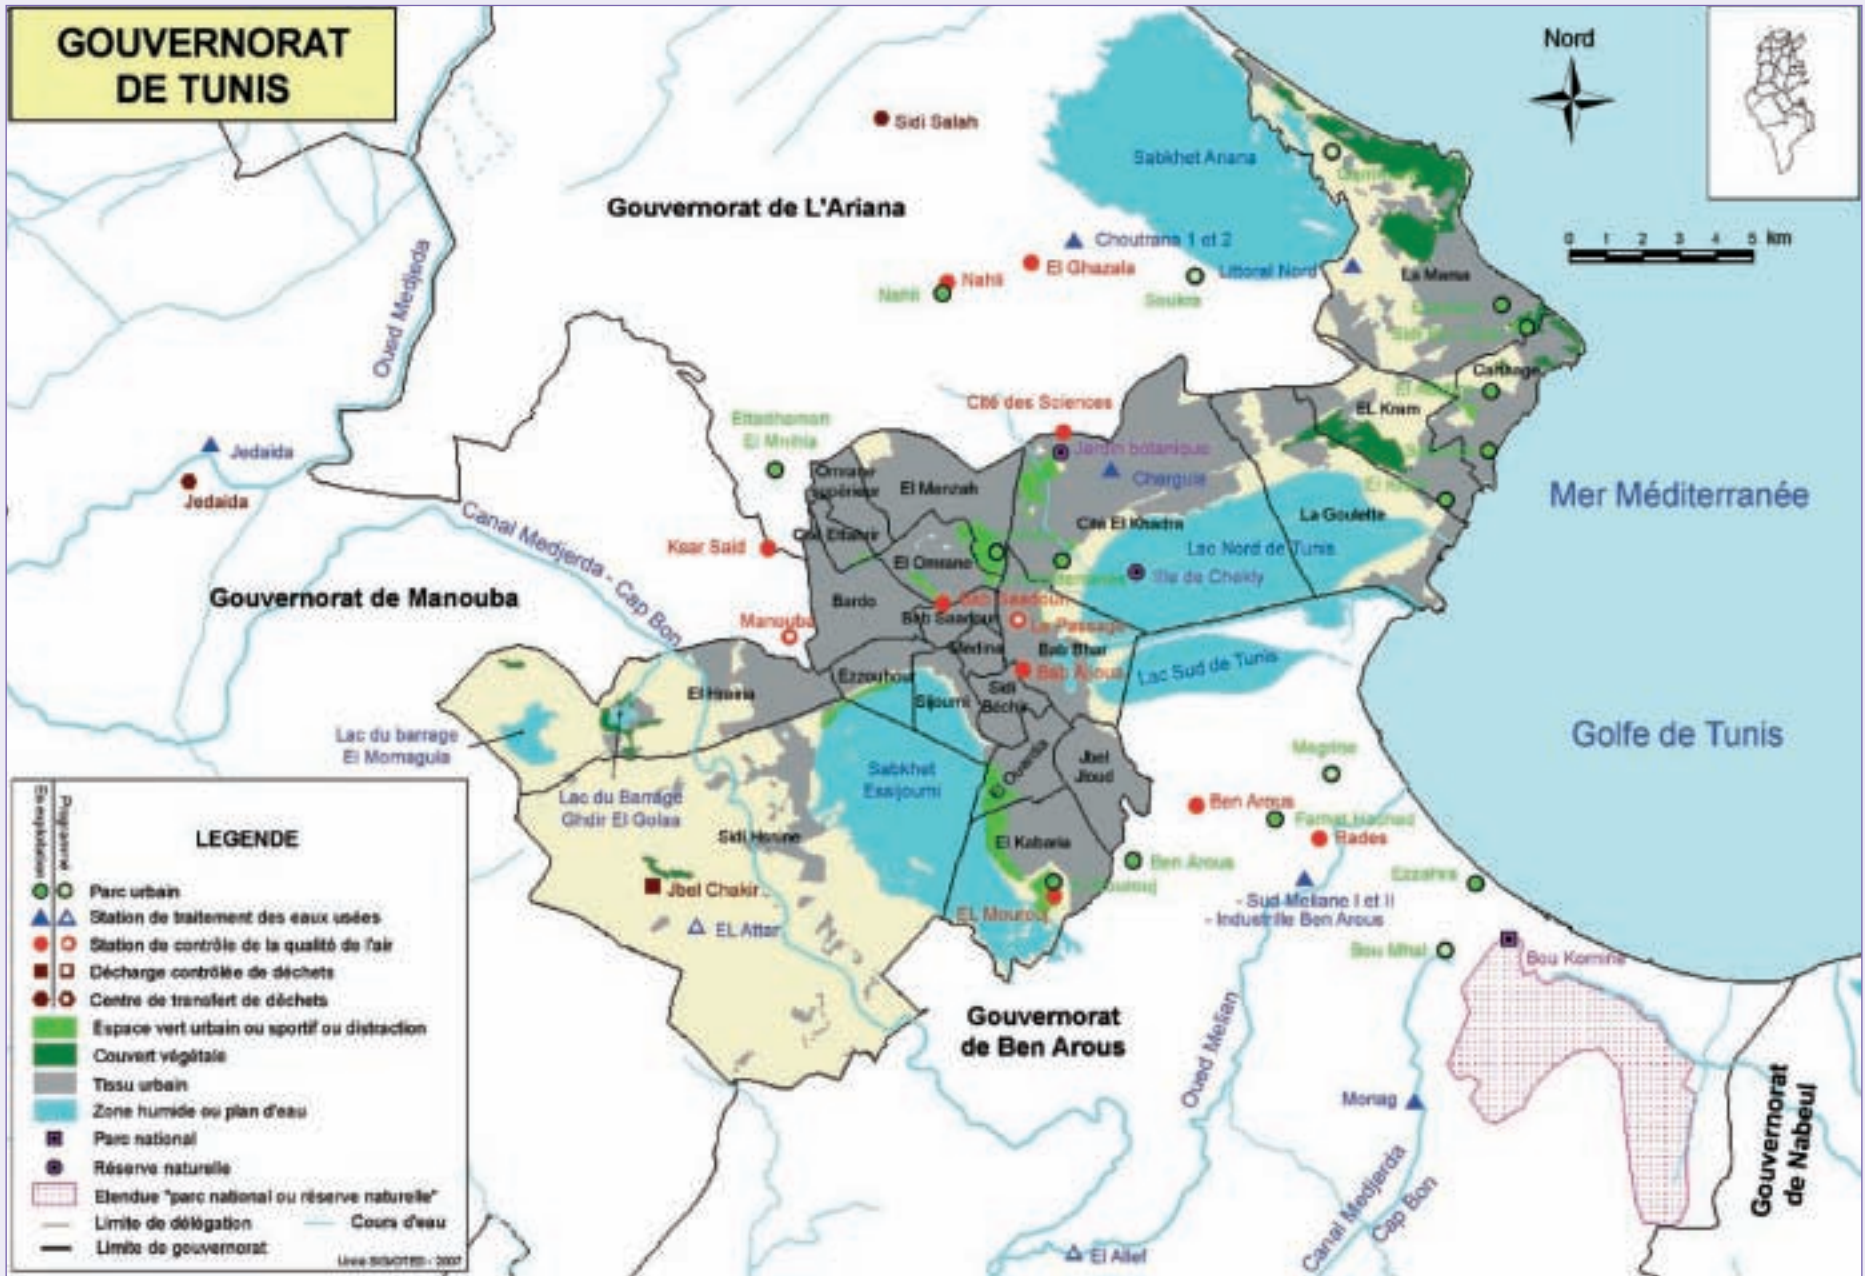 GOUVERNORAT
DE TUNIS
Nord
0 1 2 3 4 5 km
Sidi Salah
Sabkhet Ariana
Gouvernorat de L'Ariana
Choutrana 1 et 2
El Ghazala
Littoral Nord
La Marsa
Nahli
Nahli
Soukra
Oued Medjeda
Carthage
EL Kram
Cité des Sciences
Ettadhamen
El Mnihla
Jardin botanique
Jedaida
Jedaida
Charguia
Omrane
supérieur
El Menzah
Mer Méditerranée
La Goulette
Cité El Khadra
Canal Medjerda - Cap Bon
Cité Ettahrir
Ksar Said
Lac Nord de Tunis
El Omrane
Ille de Chekly
Gouvernorat de Manouba
Bardo
Bab Saadoun
Bab Saadoun
Manouba
Le Passage
Médina
Bab Bhar
Bab Alioua
Lac Sud de Tunis
Ezzouhour
El Hraria
Sijoumi
Sidi
Béchir
Lac du barrage
El Mornaguia
Golfe de Tunis
El Ouardia
Jbel
Jloud
Megrine
Sabkhet
Essijoumi
Lac du Barrage
Ghdir El Golaa
Ben Arous
Farhat Hached
Rades
Sidi Hsine
El Kabaria
Ben Arous
Ezzahra
Jbel Chakir
EL Mourouj
- Sud Meliane I et II
- Industrille Ben Arous
EL Attar
Bou Mhal
Bou Kornine
Gouvernorat
de Ben Arous
Oued Melian
Monag
Canal Medjerda
Cap Bon
Gouvernorat
de Nabeul
El Alief
En exploitation
Programmé
LEGENDE
Parc urbain
Station de traitement des eaux usées
Station de contrôle de la qualité de l'air
Décharge contrôlée de déchets
Centre de transfert de déchets
Espace vert urbain ou sportif ou distraction
Couvert végétale
Tissu urbain
Zone humide ou plan d'eau
Parc national
Réserve naturelle
Etendue "parc national ou réserve naturelle"
Limite de délégation
Cours d'eau
Limite de gouvernorat